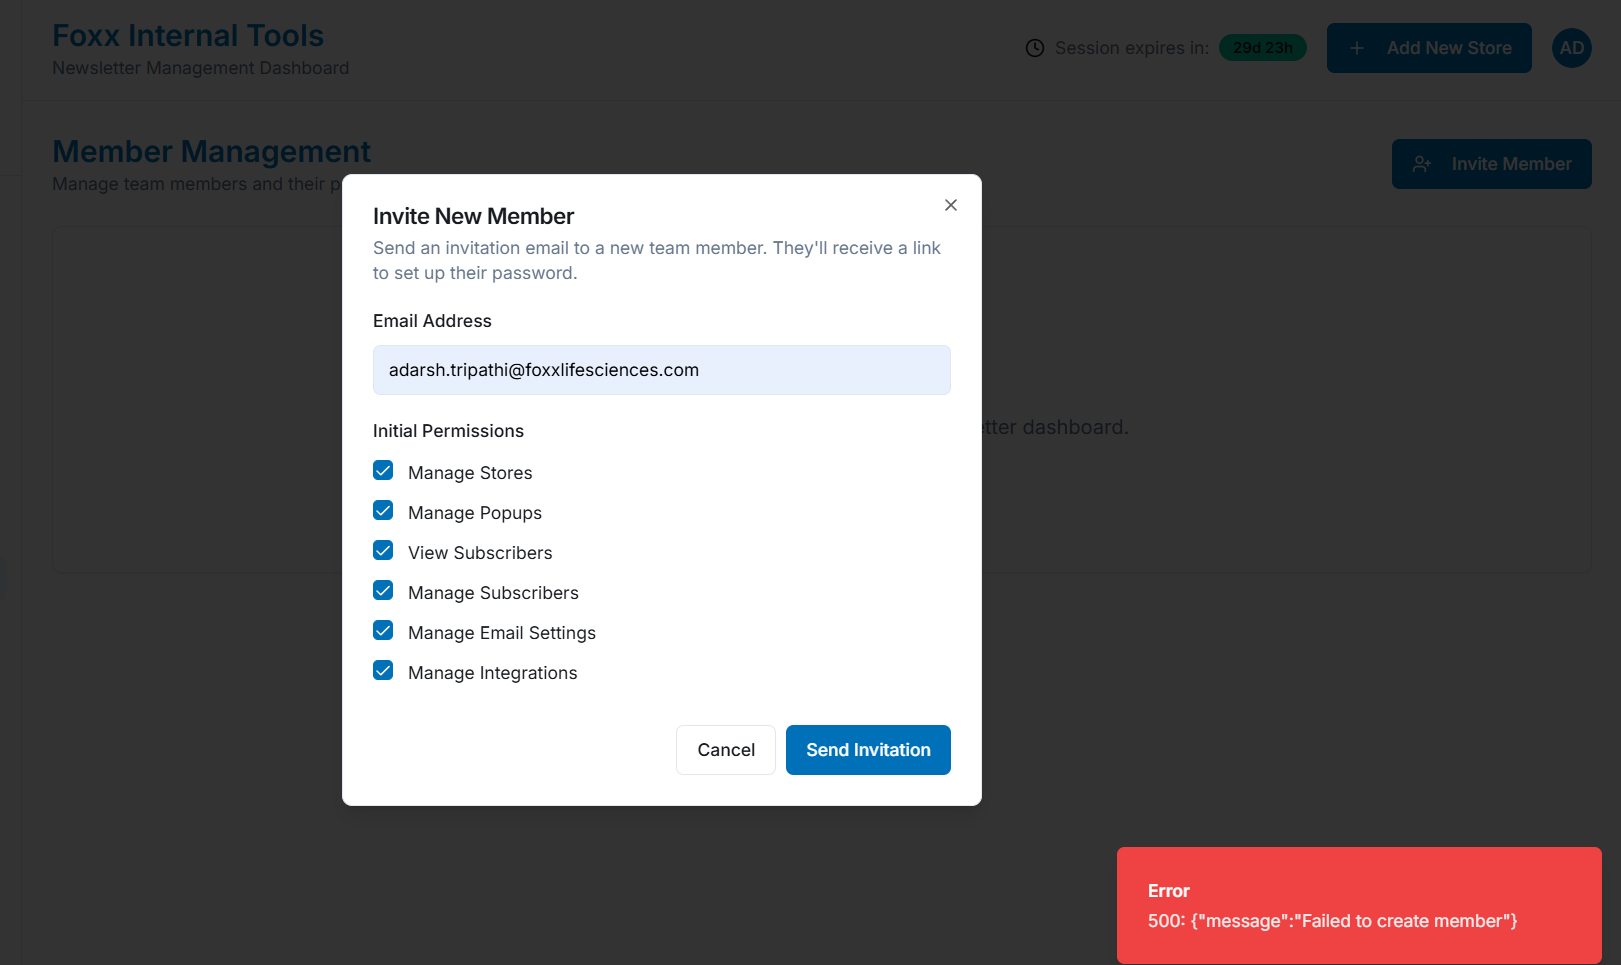 Foxx Internal Tools
Newsletter Management Dashboard
Session expires in: 29d 23h
Add New Store
AD
Member Management
Manage team members and their p
Invite Member
Invite New Member
Send an invitation email to a new team member. They'll receive a link
to set up their password.
Email Address
adarsh.tripathi@foxxlifesciences.com
etter dashboard.
Initial Permissions
Manage Stores
Manage Popups
View Subscribers
Manage Subscribers
Manage Email Settings
Manage Integrations
Cancel
Send Invitation
Error
500: {"message":"Failed to create member"}